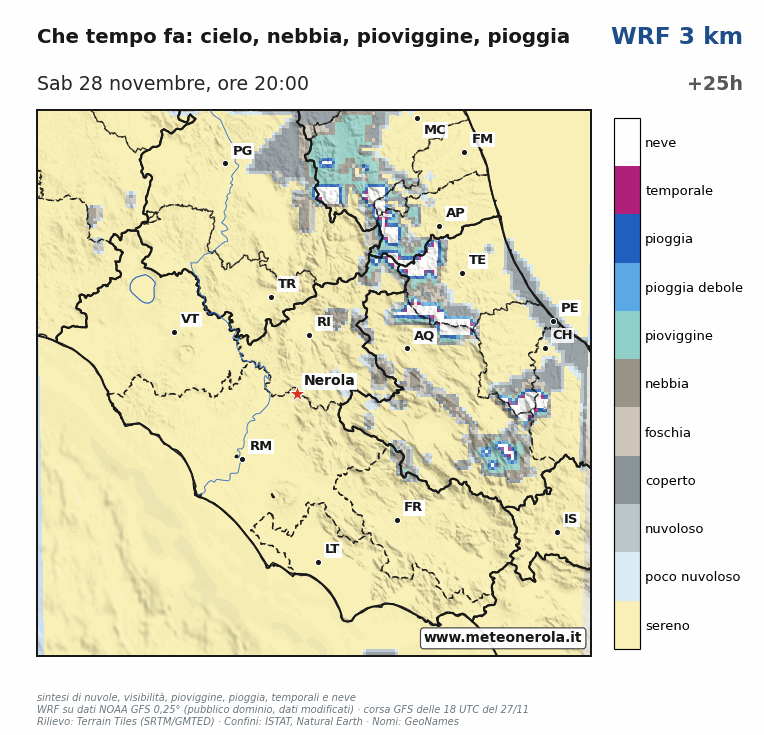 Che tempo fa: cielo, nebbia, pioviggine, pioggia
WRF 3 km
Sab 28 novembre, ore 20:00
+25h
MC
FM
PG
AP
TE
TR
PE
VT
RI
AQ
CH
Nerola
RM
FR
IS
LT
www.meteonerola.it
neve
temporale
pioggia
pioggia debole
pioviggine
nebbia
foschia
coperto
nuvoloso
poco nuvoloso
sereno
sintesi di nuvole, visibilità, pioviggine, pioggia, temporali e neve
WRF su dati NOAA GFS 0,25° (pubblico dominio, dati modificati) · corsa GFS delle 18 UTC del 27/11
Rilievo: Terrain Tiles (SRTM/GMTED) · Confini: ISTAT, Natural Earth · Nomi: GeoNames